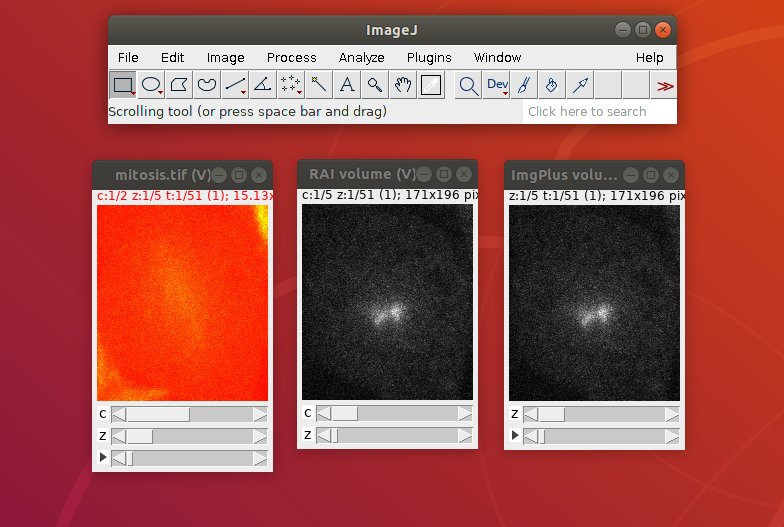 ImageJ
File Edit Image Process Analyze Plugins Window Help
A Dev
Scrolling tool (or press space bar and drag) Click here to search
mitosis.tif (V)
c:1/2 z:1/5 t:1/51 (1); 15.13x
c
z
RAI volume (V)
c:1/5 z:1/51 (1); 171x196 pix
c
z
ImgPlus volu...
z:1/5 t:1/51 (1); 171x196 pix
z